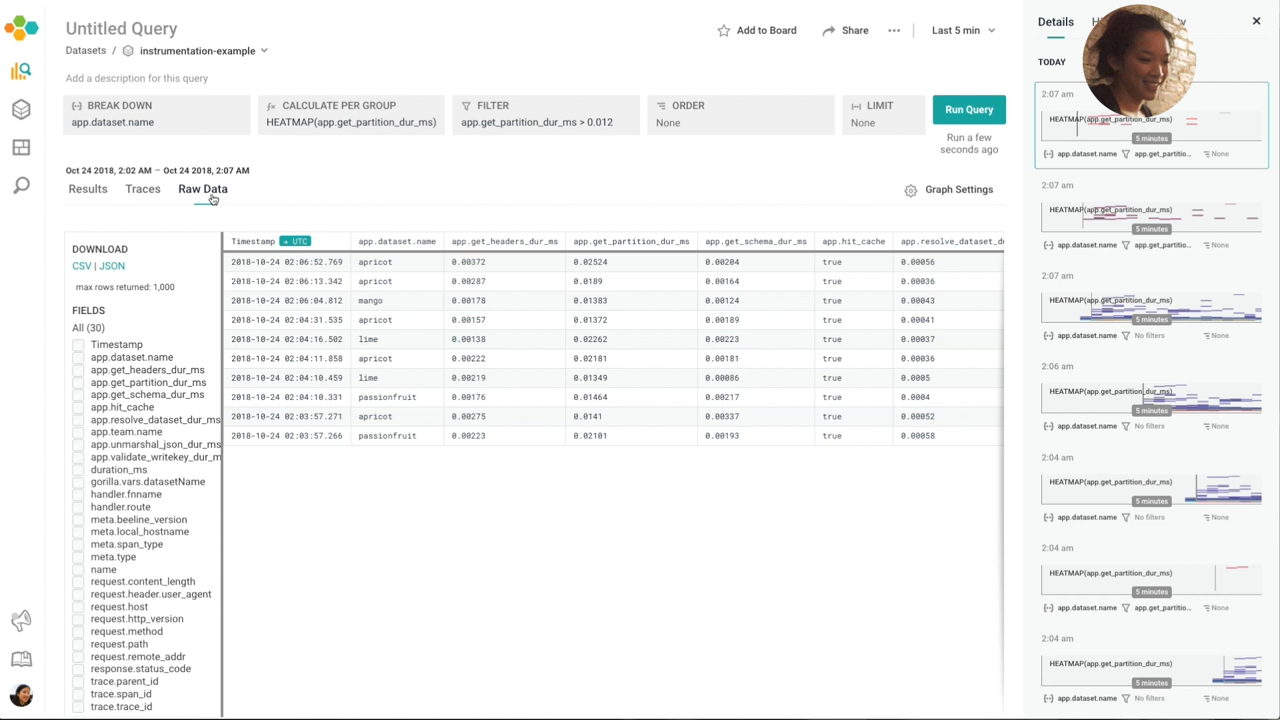 Untitled Query
Add to Board
Share
Last 5 min
Datasets / instrumentation-example
Add a description for this query
BREAK DOWN
app.dataset.name
CALCULATE PER GROUP
HEATMAP(app.get_partition_dur_ms)
FILTER
app.get_partition_dur_ms > 0.012
ORDER
None
LIMIT
None
Run Query
Run a few
seconds ago
Oct 24 2018, 2:02 AM — Oct 24 2018, 2:07 AM
Results Traces Raw Data
Graph Settings
DOWNLOAD
CSV | JSON
max rows returned: 1,000
FIELDS
All (30)
Timestamp
app.dataset.name
app.get_headers_dur_ms
app.get_partition_dur_ms
app.get_schema_dur_ms
app.hit_cache
app.resolve_dataset_dur_ms
app.team.name
app.unmarshal_json_dur_ms
app.validate_writekey_dur_m
duration_ms
gorilla.vars.datasetName
handler.fnname
handler.route
meta.beeline_version
meta.local_hostname
meta.span_type
meta.type
name
request.content_length
request.header.user_agent
request.host
request.http_version
request.method
request.path
request.remote_addr
response.status_code
trace.parent_id
trace.span_id
trace.trace_id
Timestamp UTC app.dataset.name app.get_headers_dur_ms app.get_partition_dur_ms app.get_schema_dur_ms app.hit_cache app.resolve_dataset_du
2018-10-24 02:06:52.769 apricot 0.00372 0.02524 0.00204 true 0.00056
2018-10-24 02:06:13.342 apricot 0.00287 0.0189 0.00164 true 0.00036
2018-10-24 02:06:04.812 mango 0.00178 0.01383 0.00124 true 0.00043
2018-10-24 02:04:31.535 apricot 0.00157 0.01372 0.00189 true 0.00041
2018-10-24 02:04:16.502 lime 0.00138 0.02262 0.00223 true 0.00037
2018-10-24 02:04:11.858 apricot 0.00222 0.02181 0.00181 true 0.00036
2018-10-24 02:04:10.459 lime 0.00219 0.01349 0.00086 true 0.0005
2018-10-24 02:04:10.331 passionfruit 0.00176 0.01464 0.00217 true 0.0004
2018-10-24 02:03:57.271 apricot 0.00275 0.0141 0.00337 true 0.00052
2018-10-24 02:03:57.266 passionfruit 0.00223 0.02101 0.00193 true 0.00058
Details
TODAY
2:07 am
HEATMAP(app.get_partition_dur_ms)
5 minutes
app.dataset.name app.get_partitio... None
2:07 am
HEATMAP(app.get_partition_dur_ms)
5 minutes
app.dataset.name app.get_partitio... None
2:07 am
HEATMAP(app.get_partition_dur_ms)
5 minutes
app.dataset.name No filters None
2:06 am
HEATMAP(app.get_partition_dur_ms)
5 minutes
app.dataset.name No filters None
2:04 am
HEATMAP(app.get_partition_dur_ms)
5 minutes
app.dataset.name No filters None
2:04 am
HEATMAP(app.get_partition_dur_ms)
5 minutes
app.dataset.name app.get_partitio... None
2:04 am
HEATMAP(app.get_partition_dur_ms)
5 minutes
app.dataset.name No filters None